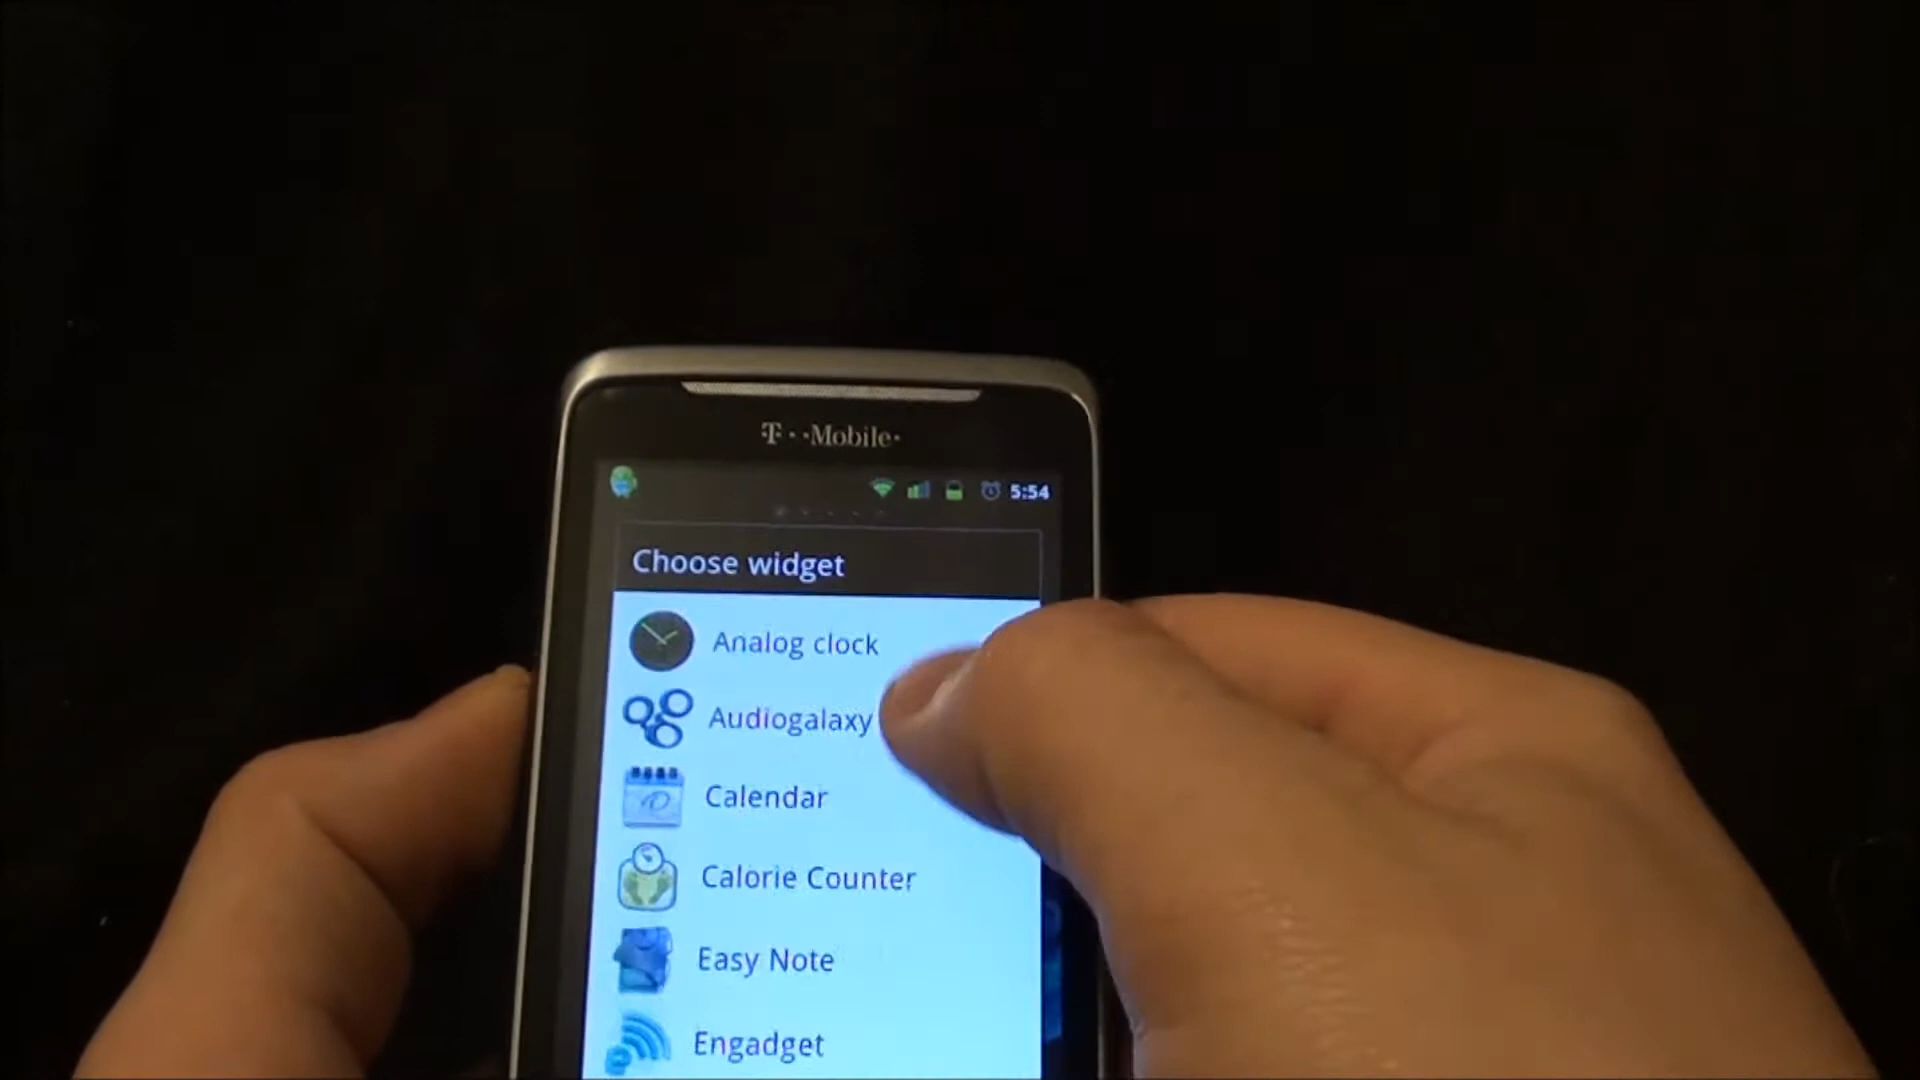 T··Mobile·
5:54
Choose widget
Analog clock
Audiogalaxy
Calendar
Calorie Counter
Easy Note
Engadget